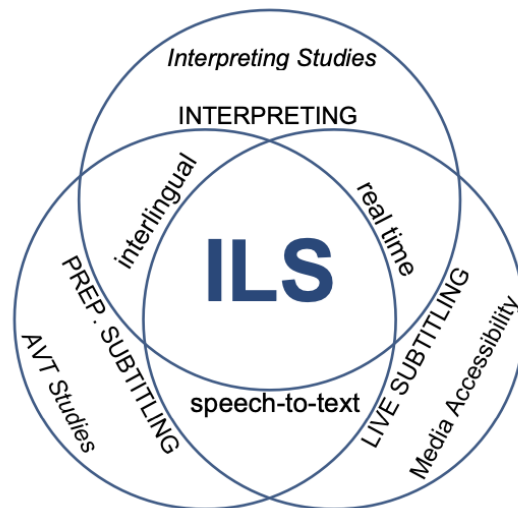 Interpreting Studies
INTERPRETING
interlingual
real time
ILS
PREP. SUBTITLING
LIVE SUBTITLING
AVT Studies
Media Accessibility
speech-to-text